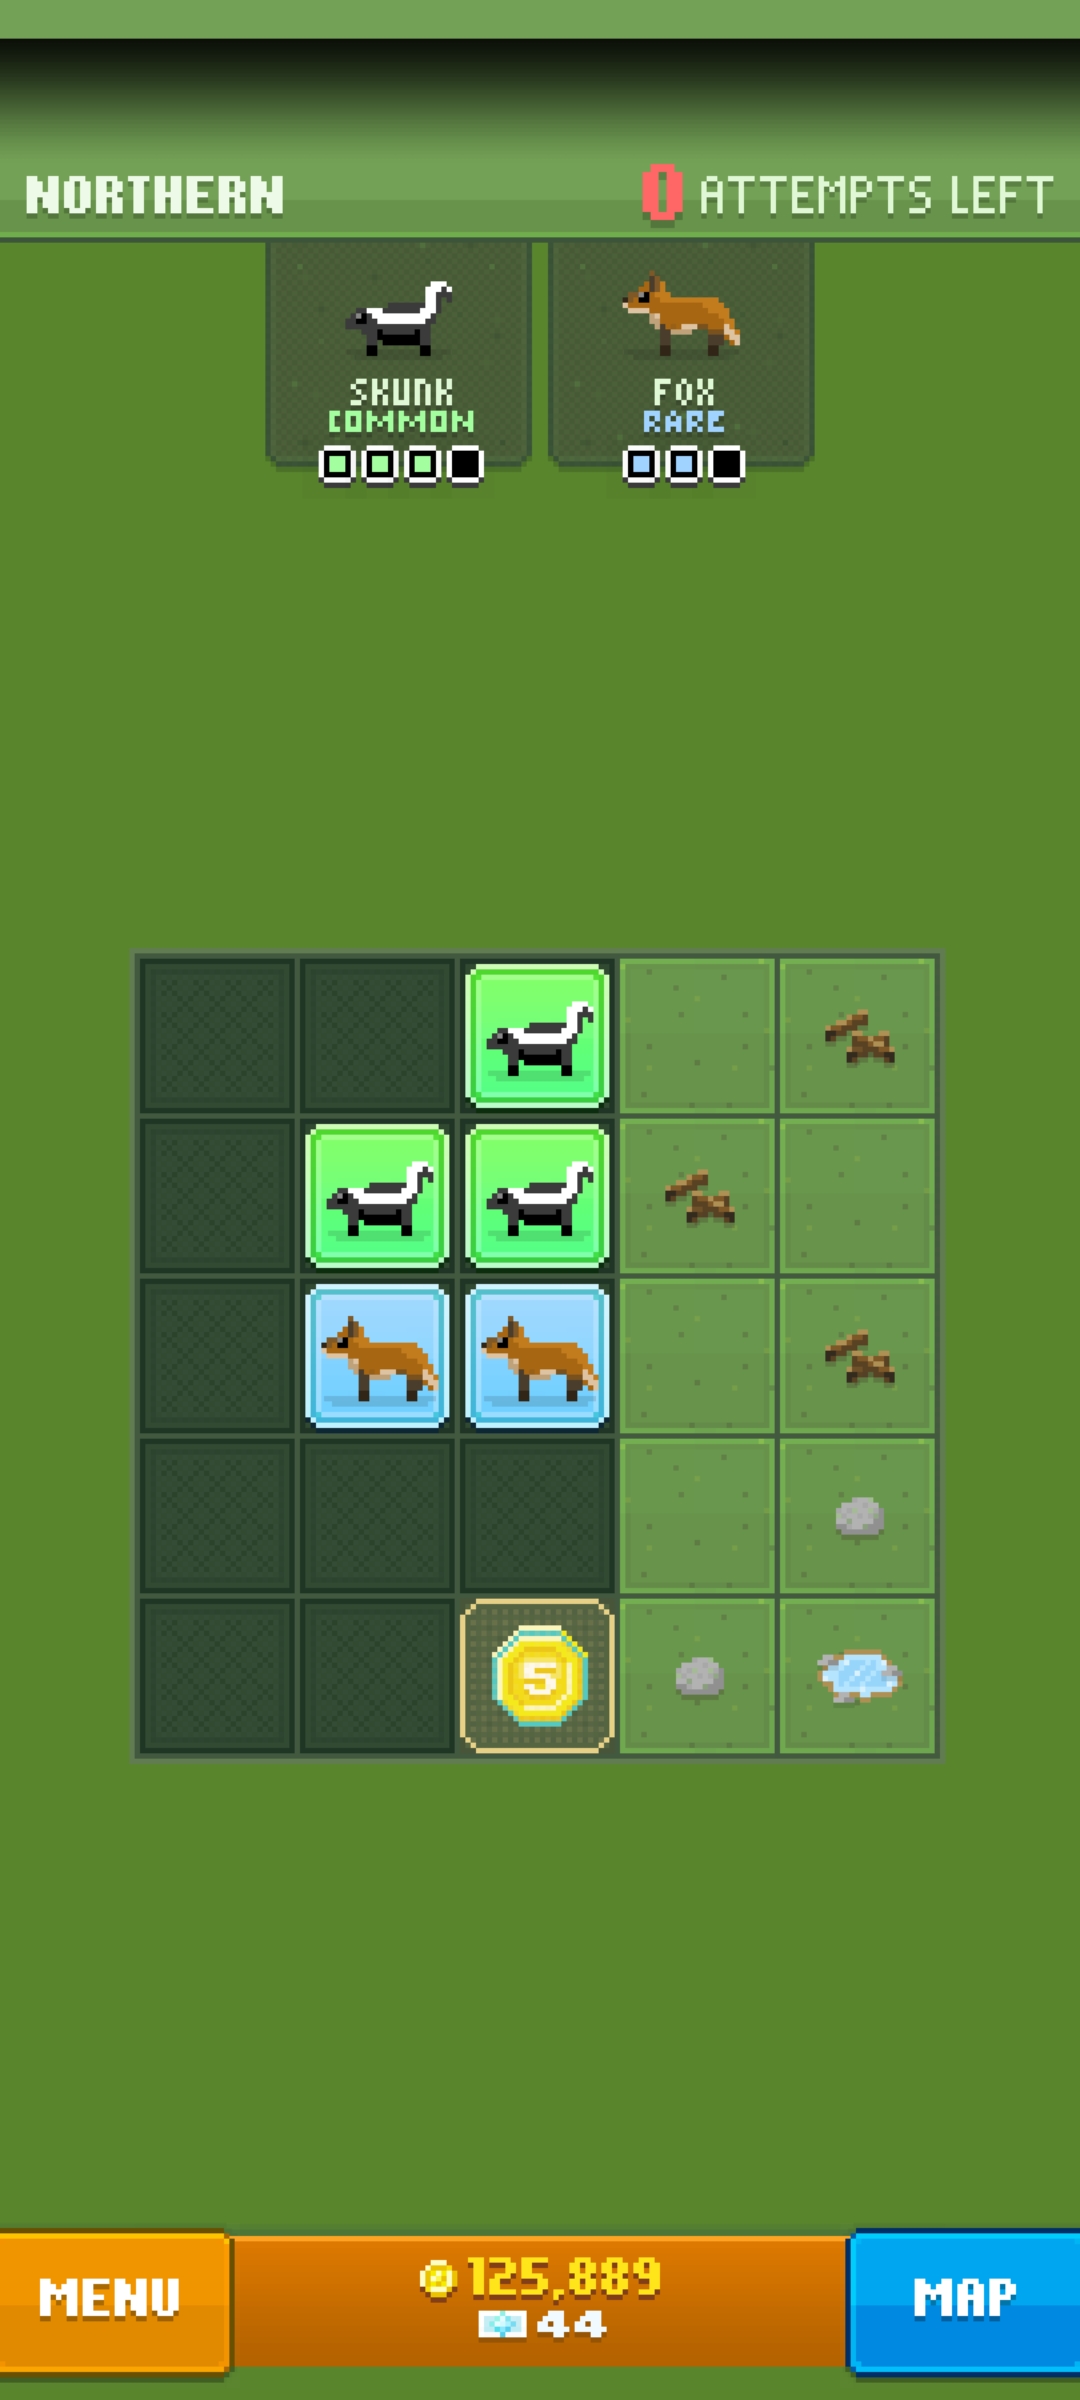 NORTHERN
0 ATTEMPTS LEFT
SKUNK
COMMON
FOX
RARE
5
MENU
125,889
44
MAP